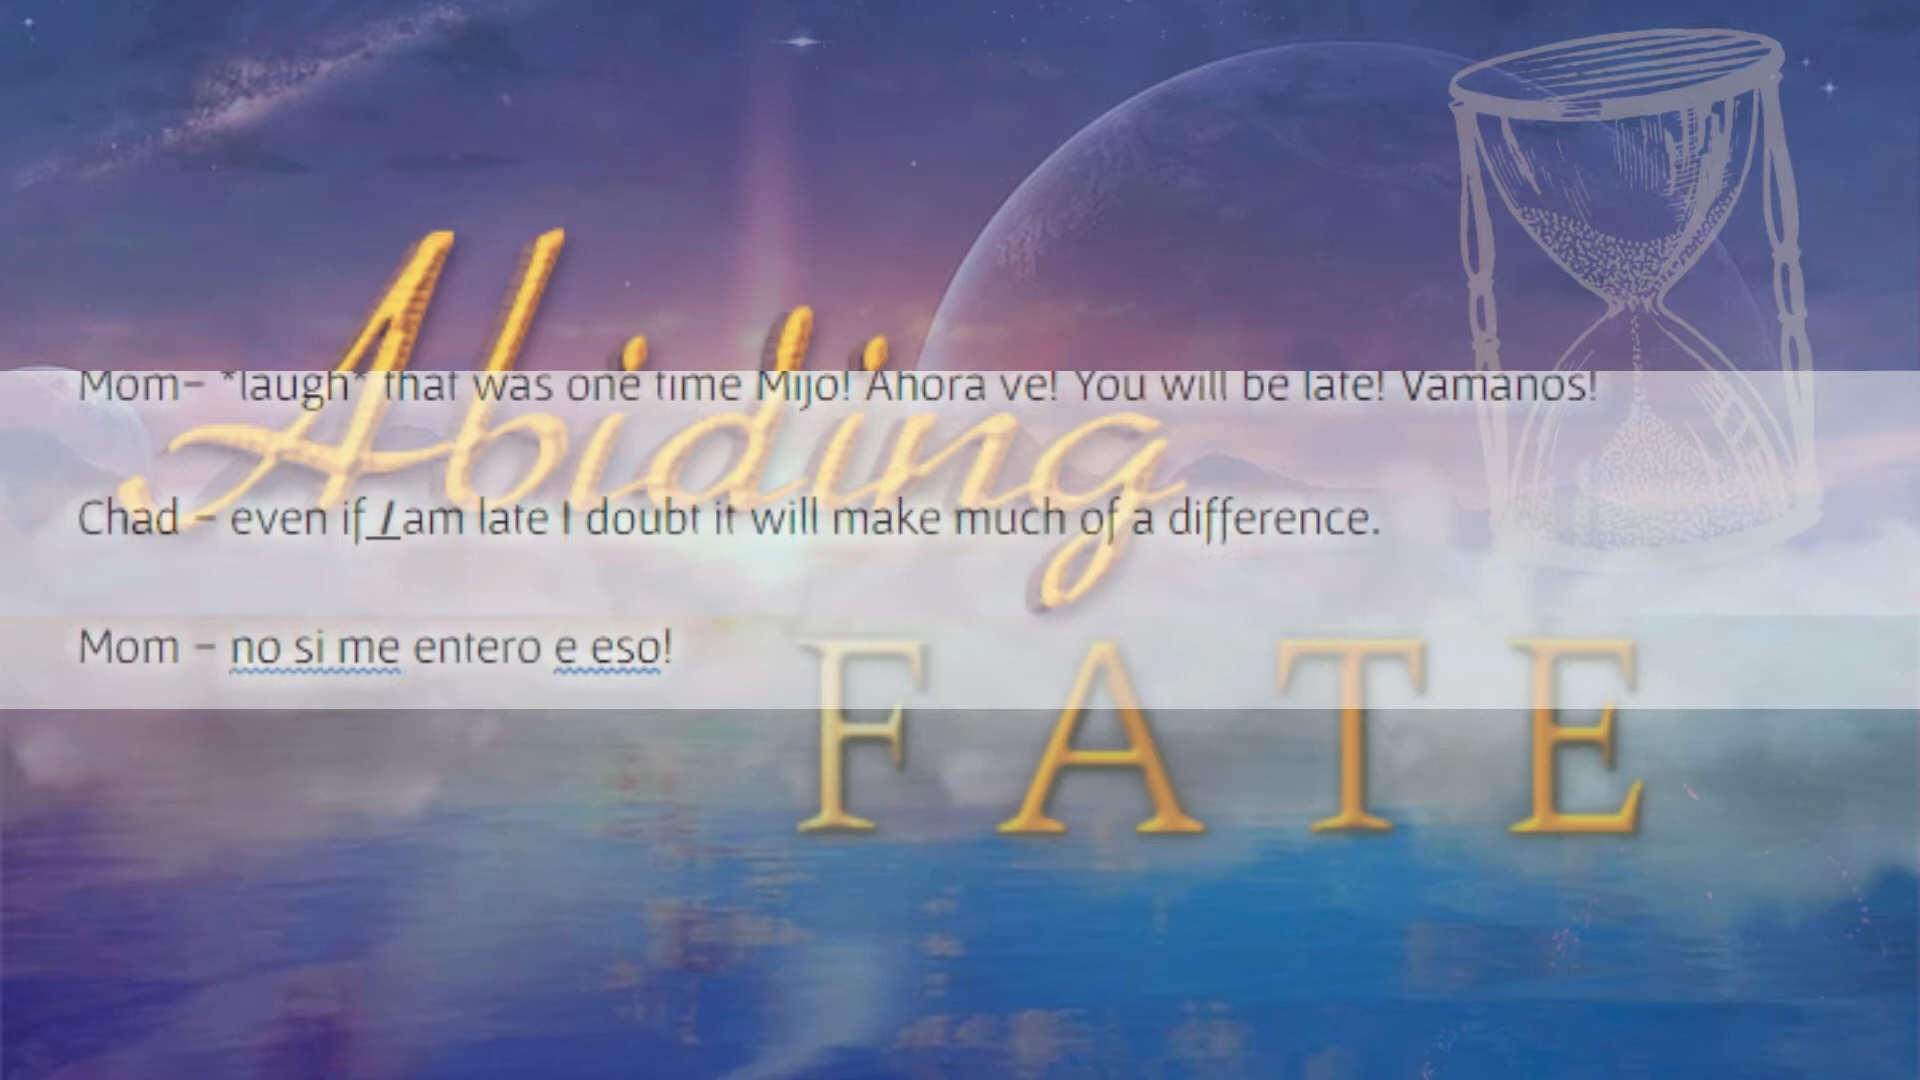 Abiding
FATE
Mom– *laugh* that was one time Mijo! Ahora ve! You will be late! Vamanos!
Chad – even if I am late I doubt it will make much of a difference.
Mom – no si me entero e eso!